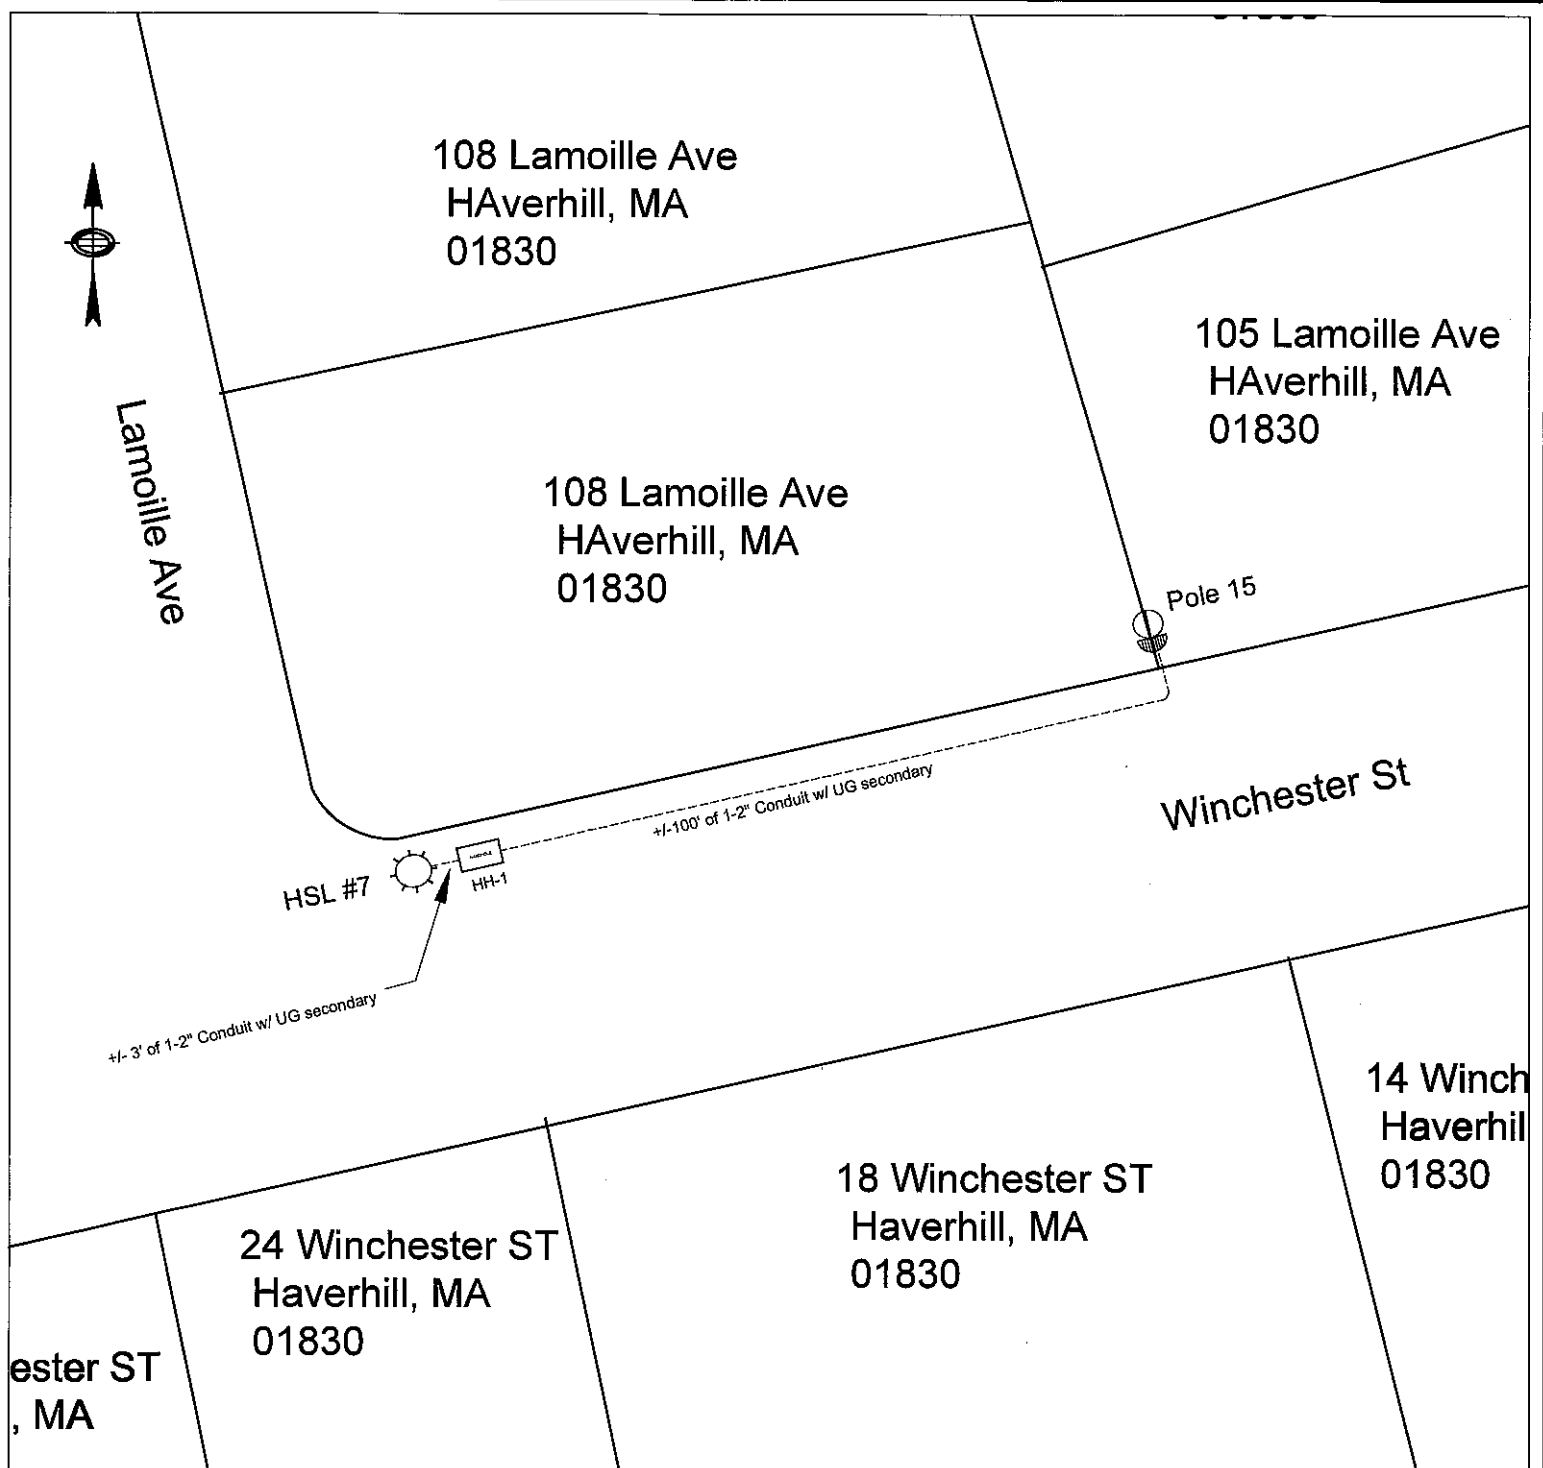 108 Lamoille Ave
HAverhill, MA
01830
105 Lamoille Ave
HAverhill, MA
01830
Lamoille Ave
108 Lamoille Ave
HAverhill, MA
01830
Pole 15
Winchester St
+/-100' of 1-2" Conduit w/ UG secondary
HSL #7
HH-1
+/- 3' of 1-2" Conduit w/ UG secondary
14 Winch
Haverhil
01830
18 Winchester ST
Haverhill, MA
01830
24 Winchester ST
Haverhill, MA
01830
ester ST
, MA